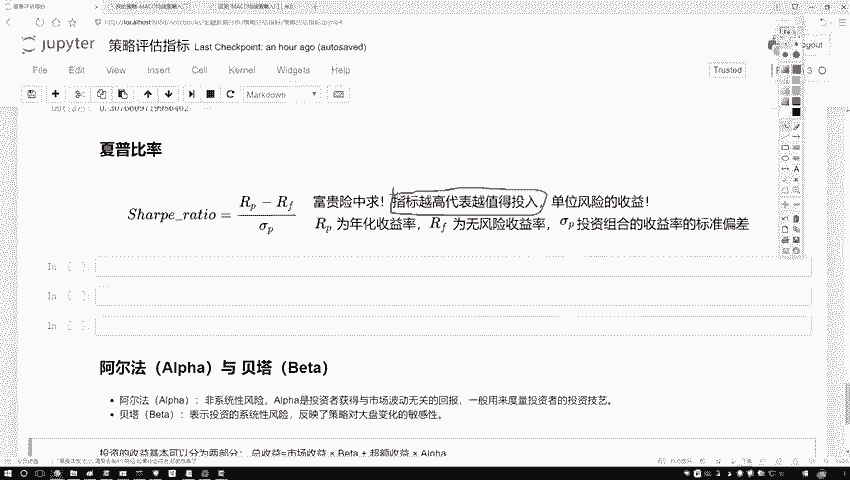 jupyter 策略评估指标 Last Checkpoint: an hour ago (autosaved)
File Edit View Insert Cell Kernel Widgets Help
Trusted
Markdown
夏普比率
Sharpe_ratio = (R_p − R_f) / σ_p
富贵险中求！指标越高代表越值得投入，单位风险的收益！
R_p 为年化收益率，R_f 为无风险收益率，σ_p 投资组合的收益率的标准偏差
In [ ]:
In [ ]:
In [ ]:
阿尔法（Alpha）与 贝塔（Beta）
• 阿尔法（Alpha）：非系统性风险，Alpha是投资者获得与市场波动无关的回报，一般用来度量投资者的投资技艺。
• 贝塔（Beta）：表示投资的系统性风险，反映了策略对大盘变化的敏感性。
投资的收益基本可以分为两部分： 总收益=市场收益 × Beta + 超额收益 × Alpha